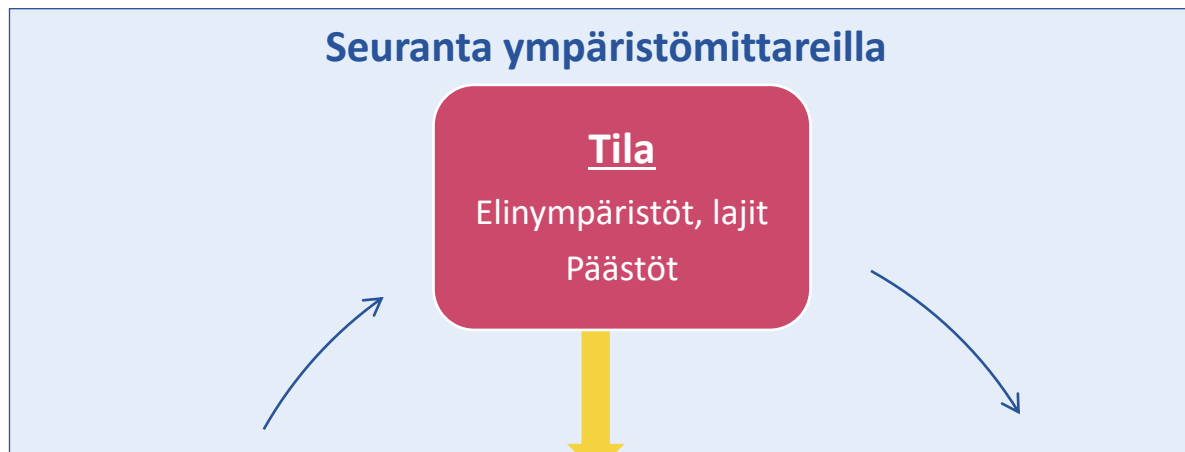 Seuranta ympäristömittareilla
Tila
Elinympäristöt, lajit
Päästöt